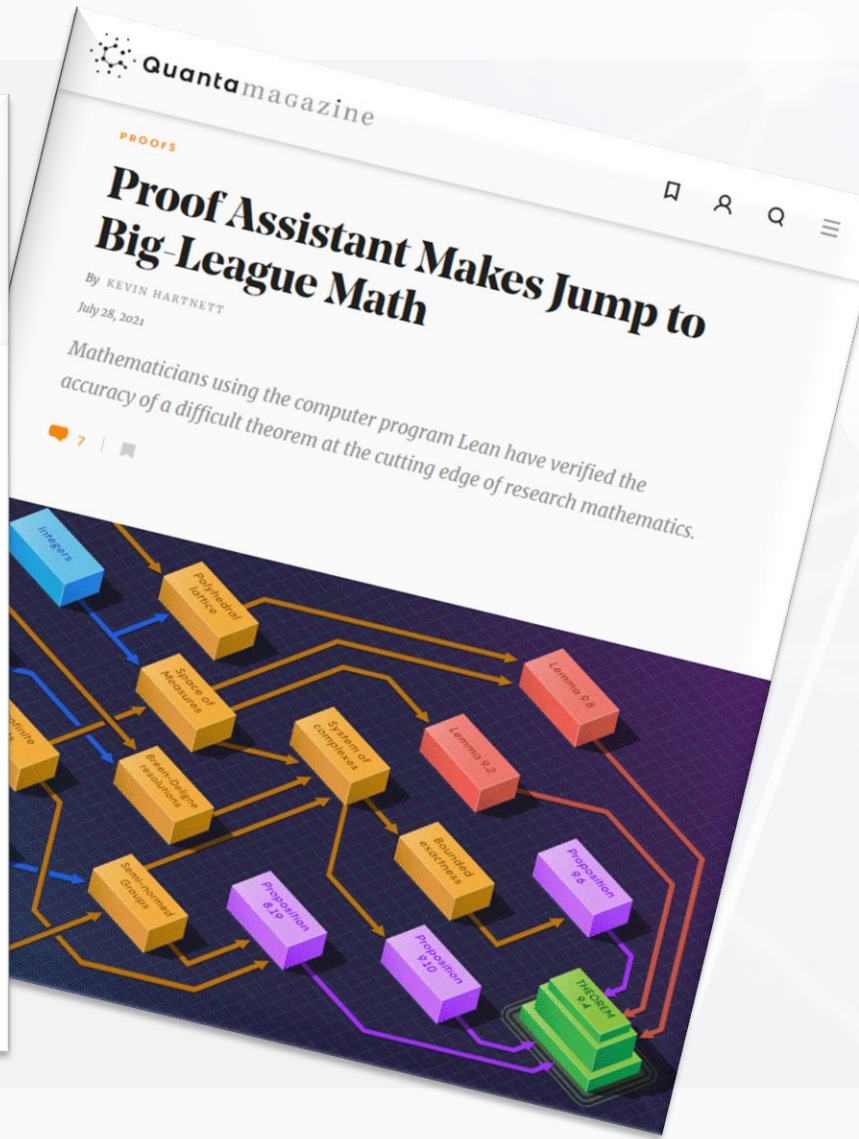 Quantamagazine
PROOFS
Proof Assistant Makes Jump to
Big-League Math
By KEVIN HARTNETT
July 28, 2021
Mathematicians using the computer program Lean have verified the
accuracy of a difficult theorem at the cutting edge of research mathematics.
7
Integers
Polyhedral
lattice
Lemma 9.8
Space of
Measures
System of
complexes
Lemma 9.2
Breen-Deligne
resolutions
Bounded
exactness
Proposition
9.6
Semi-normed
Groups
Proposition
8.19
Proposition
9.10
THEOREM
9.4